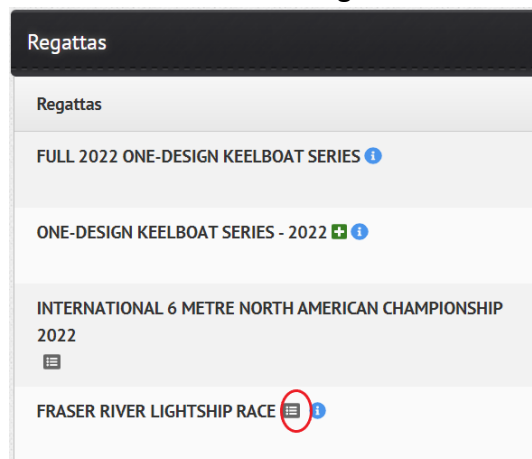 Regattas
Regattas
FULL 2022 ONE-DESIGN KEELBOAT SERIES
ONE-DESIGN KEELBOAT SERIES - 2022
INTERNATIONAL 6 METRE NORTH AMERICAN CHAMPIONSHIP
2022
FRASER RIVER LIGHTSHIP RACE